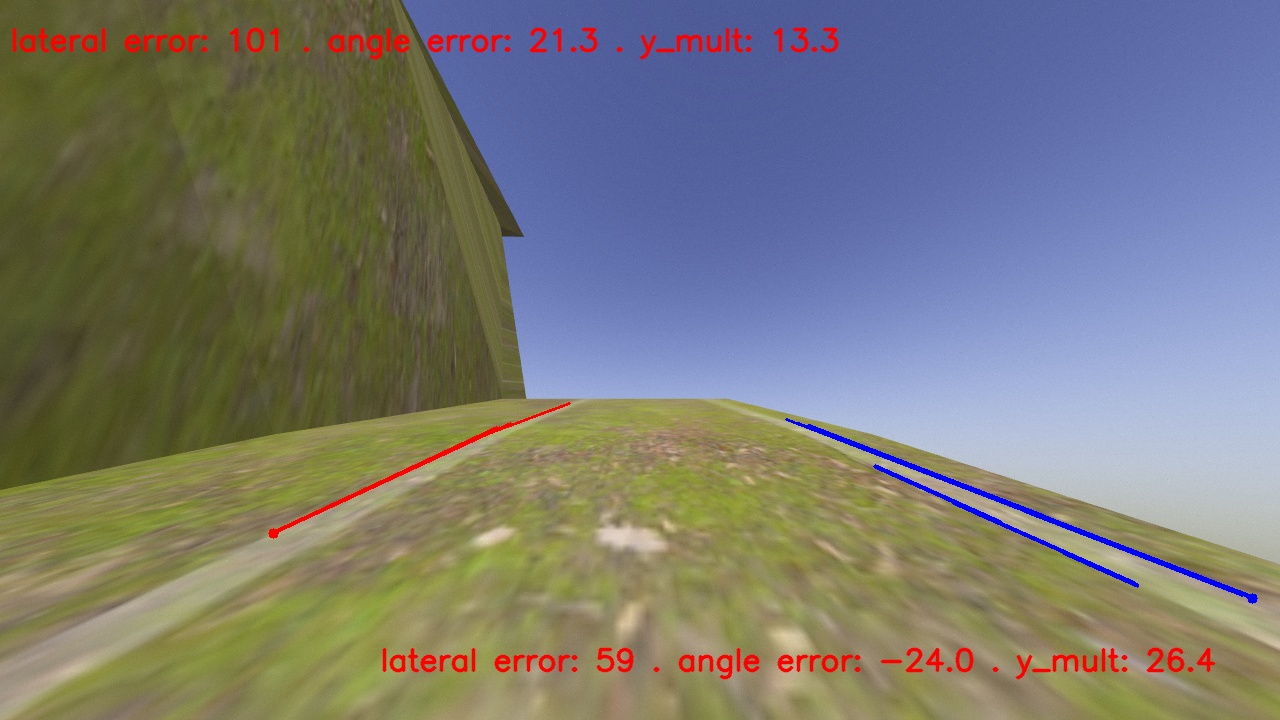 lateral error: 101 . angle error: 21.3 . y_mult: 13.3
lateral error: 59 . angle error: -24.0 . y_mult: 26.4